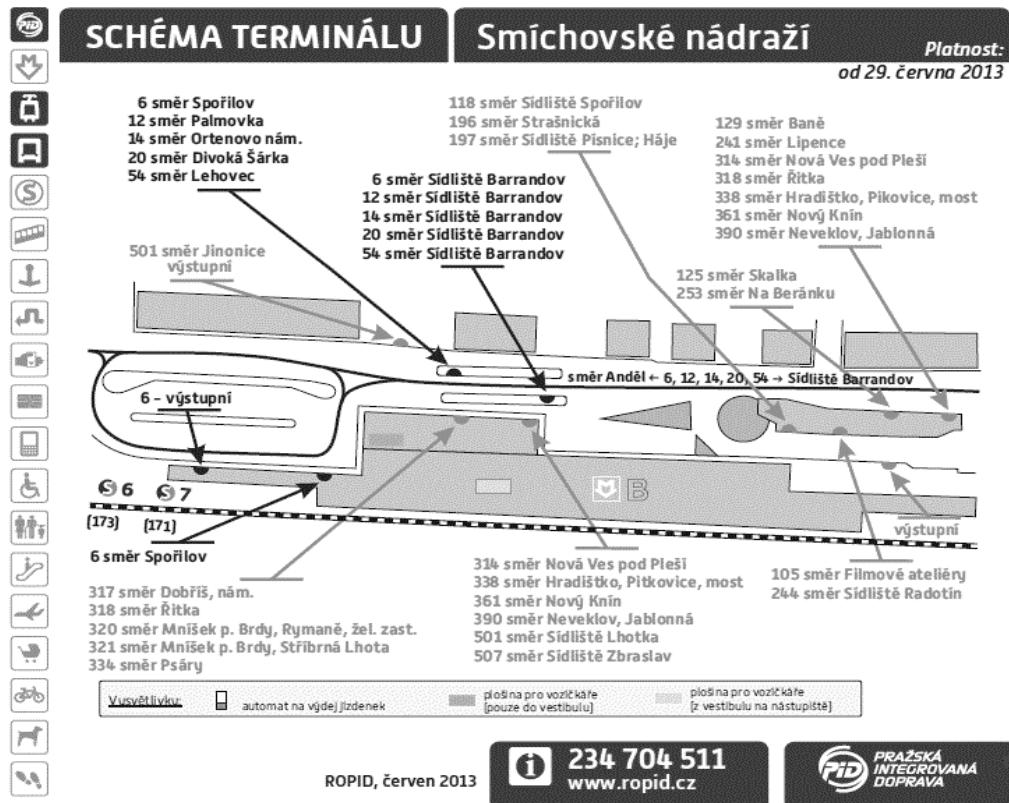 PID
SCHÉMA TERMINÁLU
Smíchovské nádraží
Platnost:
od 29. června 2013
6 směr Spořilov
12 směr Palmovka
14 směr Ortenovo nám.
20 směr Divoká Šárka
54 směr Lehovec
118 směr Sídliště Spořilov
196 směr Strašnická
197 směr Sídliště Písnice; Háje
129 směr Baně
241 směr Lipence
314 směr Nová Ves pod Pleší
318 směr Řitka
338 směr Hradištko, Pikovice, most
361 směr Nový Knín
390 směr Neveklov, Jablonná
6 směr Sídliště Barrandov
12 směr Sídliště Barrandov
14 směr Sídliště Barrandov
20 směr Sídliště Barrandov
54 směr Sídliště Barrandov
501 směr Jinonice
výstupní
125 směr Skalka
253 směr Na Beránku
směr Anděl ← 6, 12, 14, 20, 54 → Sídliště Barrandov
6 – výstupní
B
S 6
S 7
(173)
(171)
výstupní
6 směr Spořilov
317 směr Dobříš, nám.
318 směr Řitka
320 směr Mníšek p. Brdy, Rymaně, žel. zast.
321 směr Mníšek p. Brdy, Stříbrná Lhota
334 směr Psáry
314 směr Nová Ves pod Pleší
338 směr Hradištko, Pitkovice, most
361 směr Nový Knín
390 směr Neveklov, Jablonná
501 směr Sídliště Lhotka
507 směr Sídliště Zbraslav
105 směr Filmové ateliéry
244 směr Sídliště Radotín
Vysvětlivky:
automat na výdej jízdenek
plošina pro vozíčkáře
(pouze do vestibulu)
plošina pro vozíčkáře
(z vestibulu na nástupiště)
ROPID, červen 2013
234 704 511
www.ropid.cz
PID
PRAŽSKÁ
INTEGROVANÁ
DOPRAVA